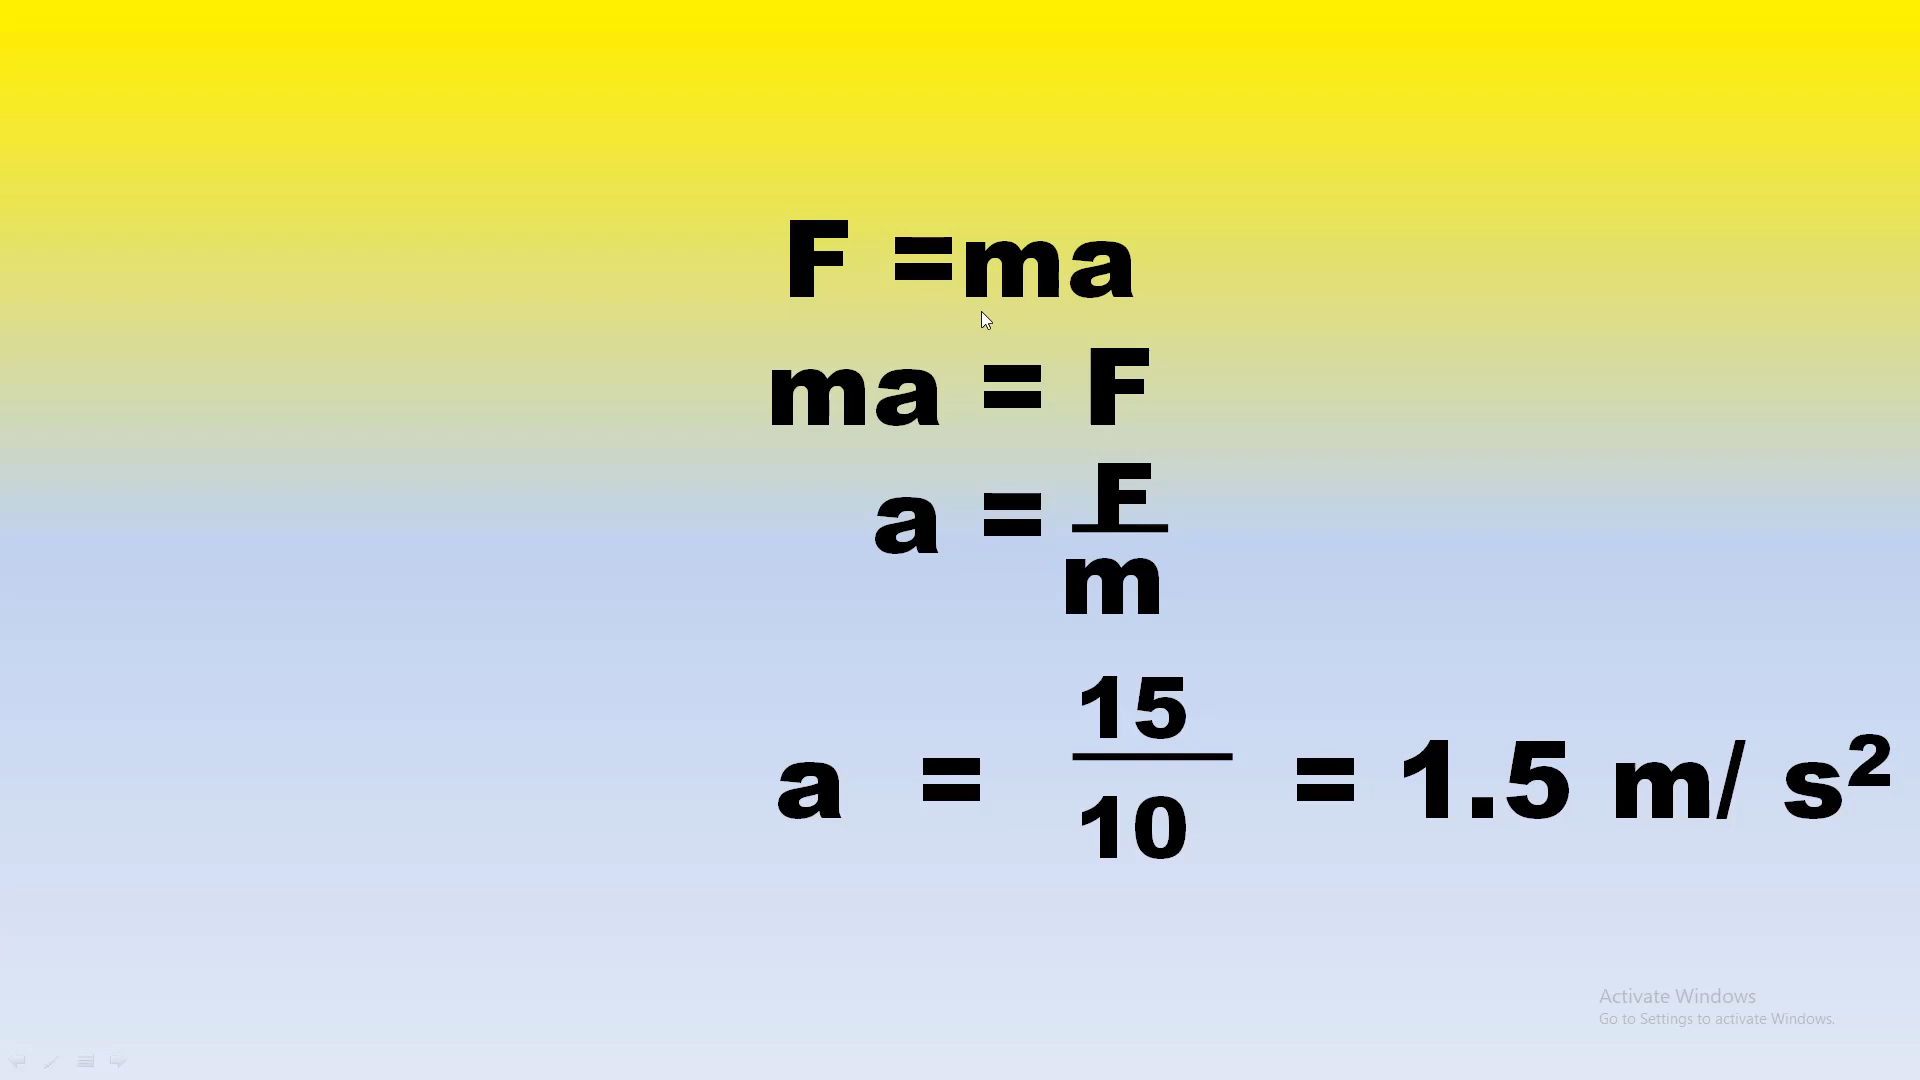 F =ma
ma = F
a = F
m
15
a = = 1.5 m/ s²
10
Activate Windows
Go to Settings to activate Windows.